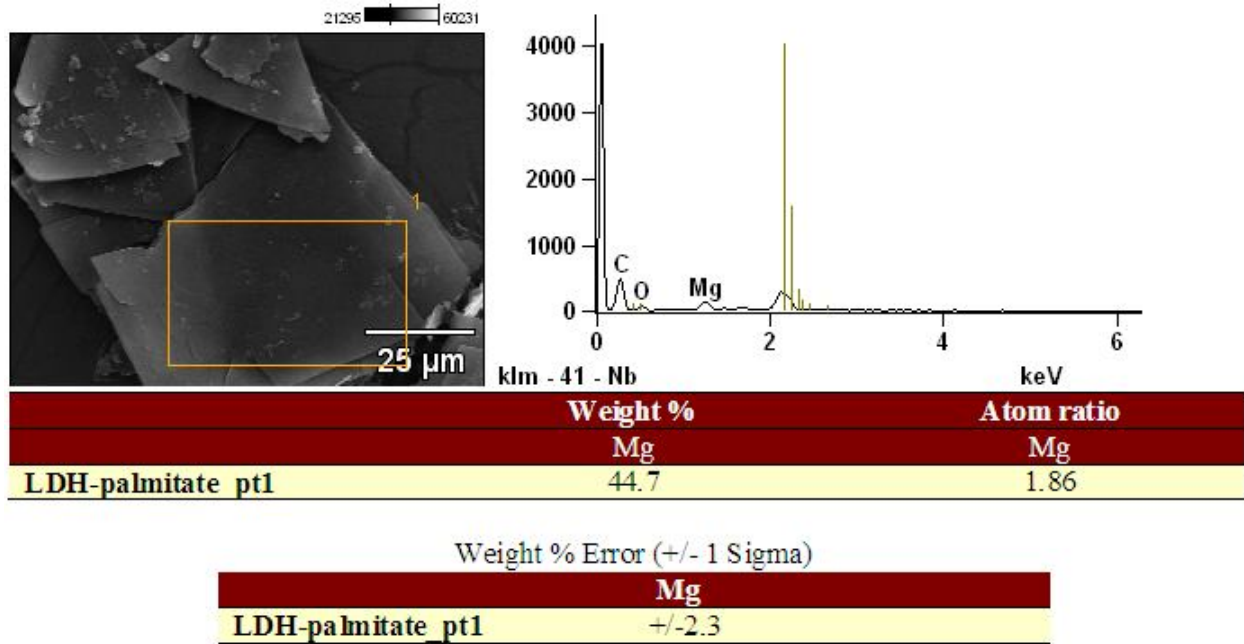 21295 60231
1
25 µm
4000
3000
2000
1000
0
C
O
Mg
0 2 4 6
klm - 41 - Nb keV
Weight % Atom ratio
Mg Mg
LDH-palmitate_pt1 44.7 1.86
Weight % Error (+/- 1 Sigma)
Mg
LDH-palmitate_pt1 +/-2.3